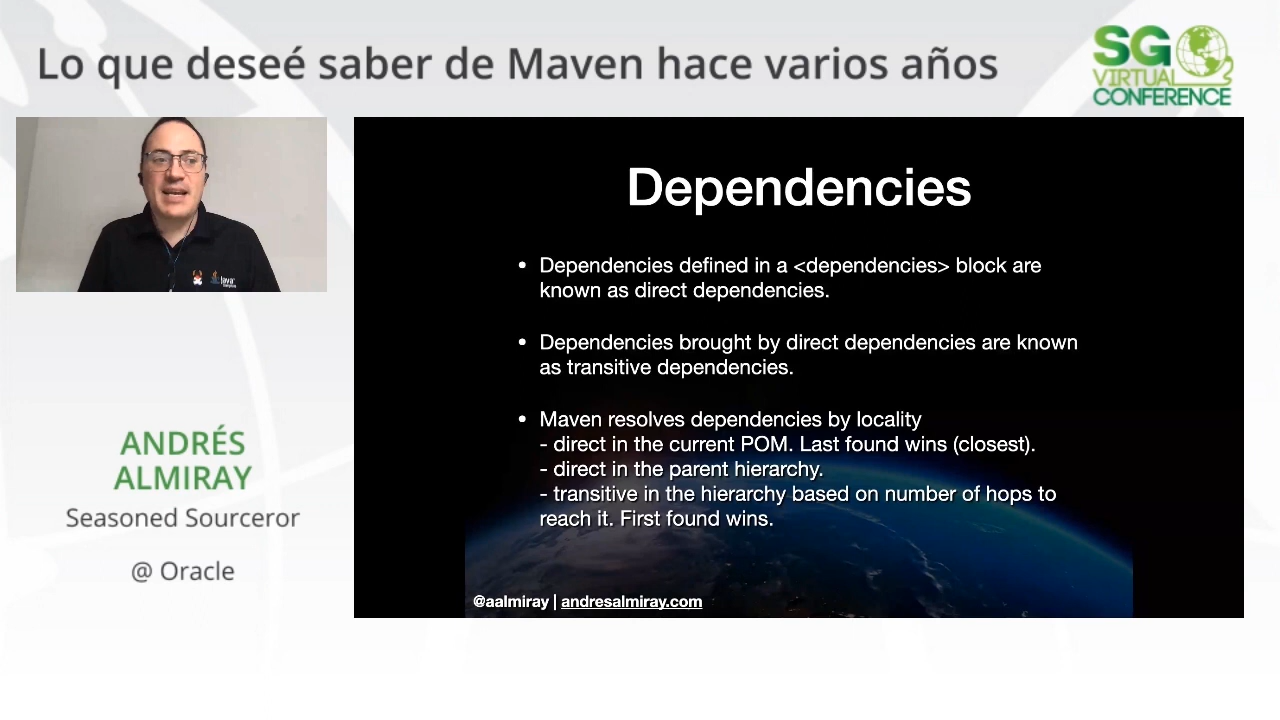 Lo que deseé saber de Maven hace varios años
SG
VIRTUAL
CONFERENCE
Java
ANDRÉS
ALMIRAY
Seasoned Sourceror
@ Oracle
Dependencies
• Dependencies defined in a <dependencies> block are
known as direct dependencies.
• Dependencies brought by direct dependencies are known
as transitive dependencies.
• Maven resolves dependencies by locality
- direct in the current POM. Last found wins (closest).
- direct in the parent hierarchy.
- transitive in the hierarchy based on number of hops to
reach it. First found wins.
@aalmiray | andresalmiray.com